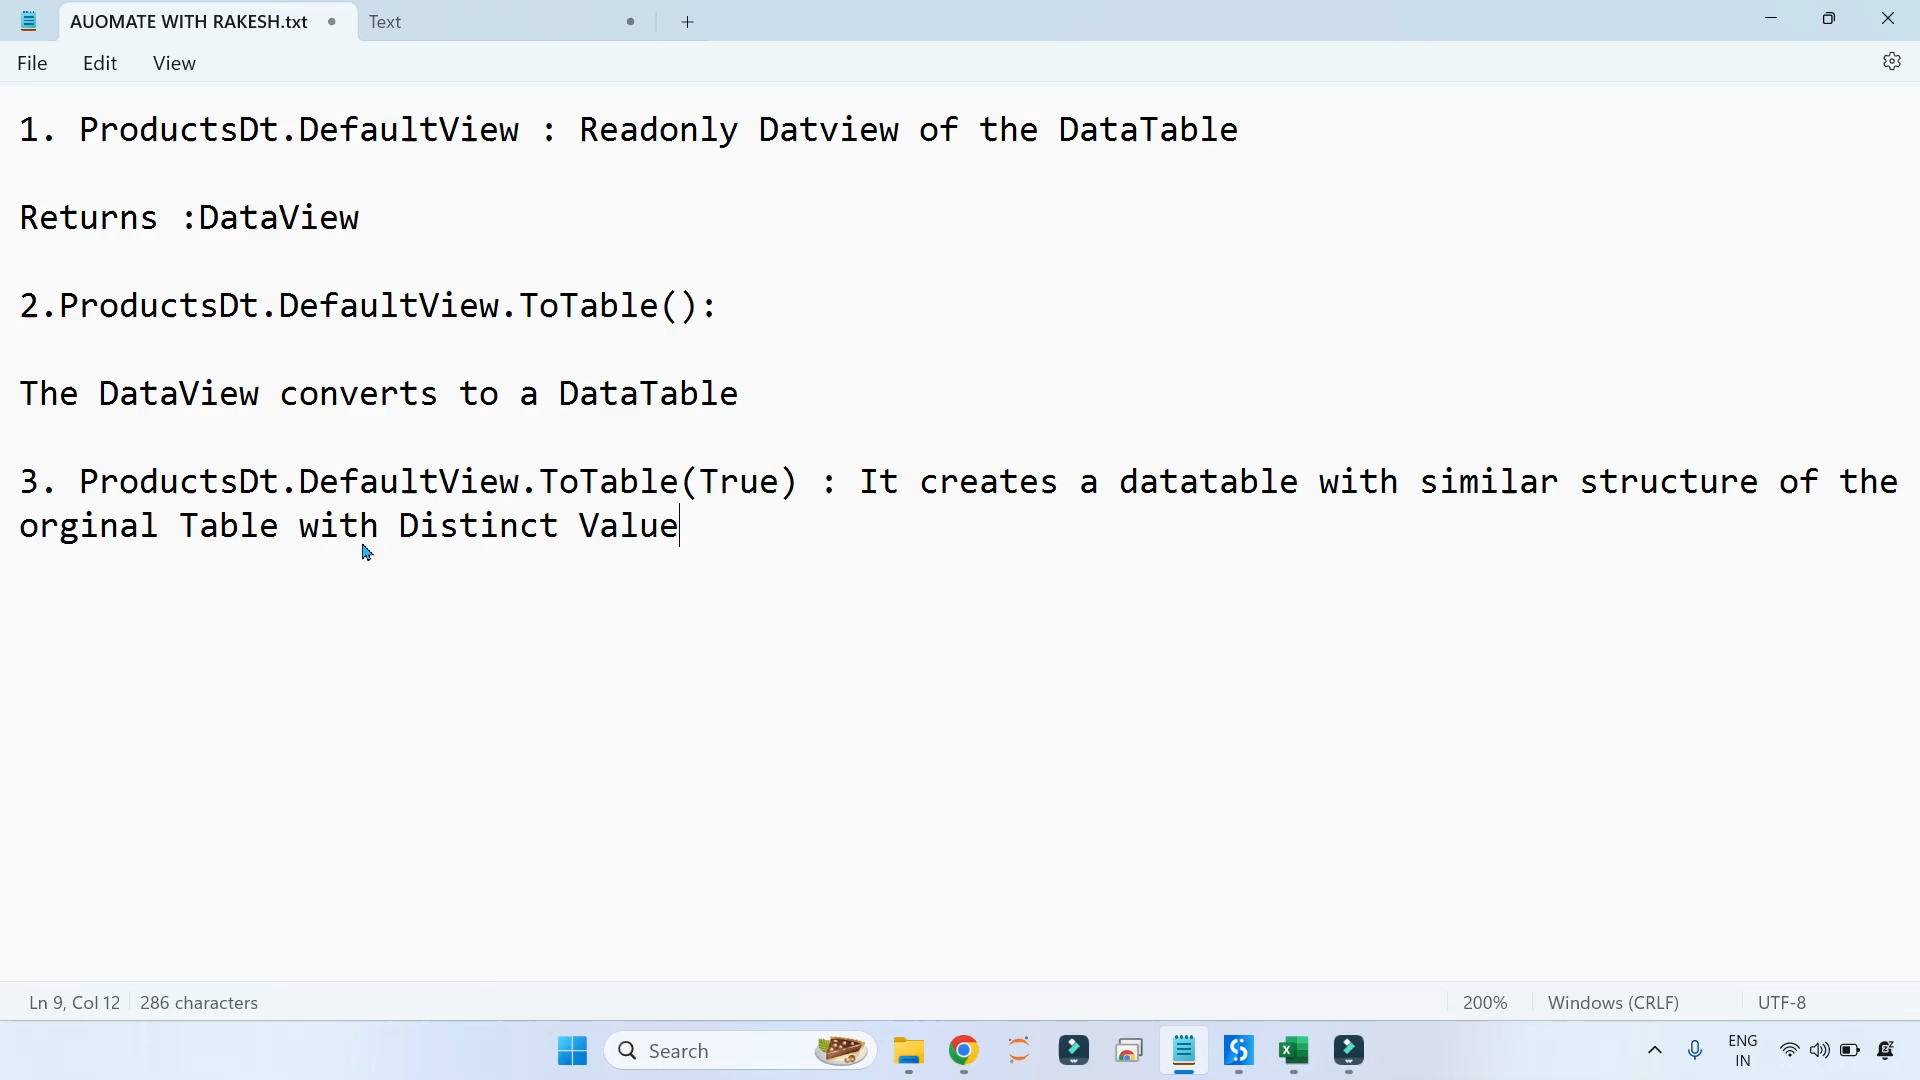 AUOMATE WITH RAKESH.txt
Text
File Edit View
1. ProductsDt.DefaultView : Readonly Datview of the DataTable
Returns :DataView
2.ProductsDt.DefaultView.ToTable():
The DataView converts to a DataTable
3. ProductsDt.DefaultView.ToTable(True) : It creates a datatable with similar structure of the
orginal Table with Distinct Value
Ln 9, Col 12 286 characters 200% Windows (CRLF) UTF-8
Search
ENG
IN